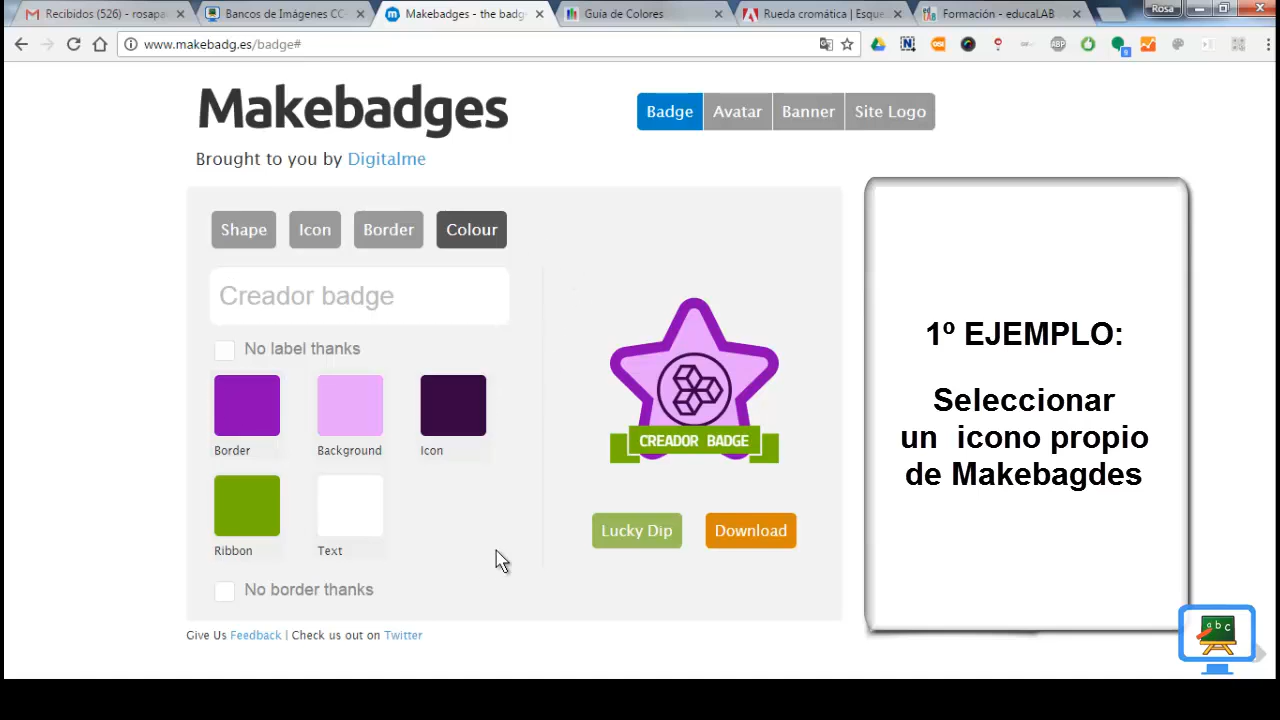 Recibidos (526) - rosapa
Bancos de Imágenes CC
Makebadges - the badg
Guía de Colores
Rueda cromática | Esque
Formación - educaLAB
Rosa
www.makebadg.es/badge#
Makebadges
Badge
Avatar
Banner
Site Logo
Brought to you by Digitalme
Shape
Icon
Border
Colour
Creador badge
No label thanks
Border
Background
Icon
Ribbon
Text
No border thanks
CREADOR BADGE
Lucky Dip
Download
1º EJEMPLO:
Seleccionar
un icono propio
de Makebagdes
Give Us Feedback | Check us out on Twitter
abc